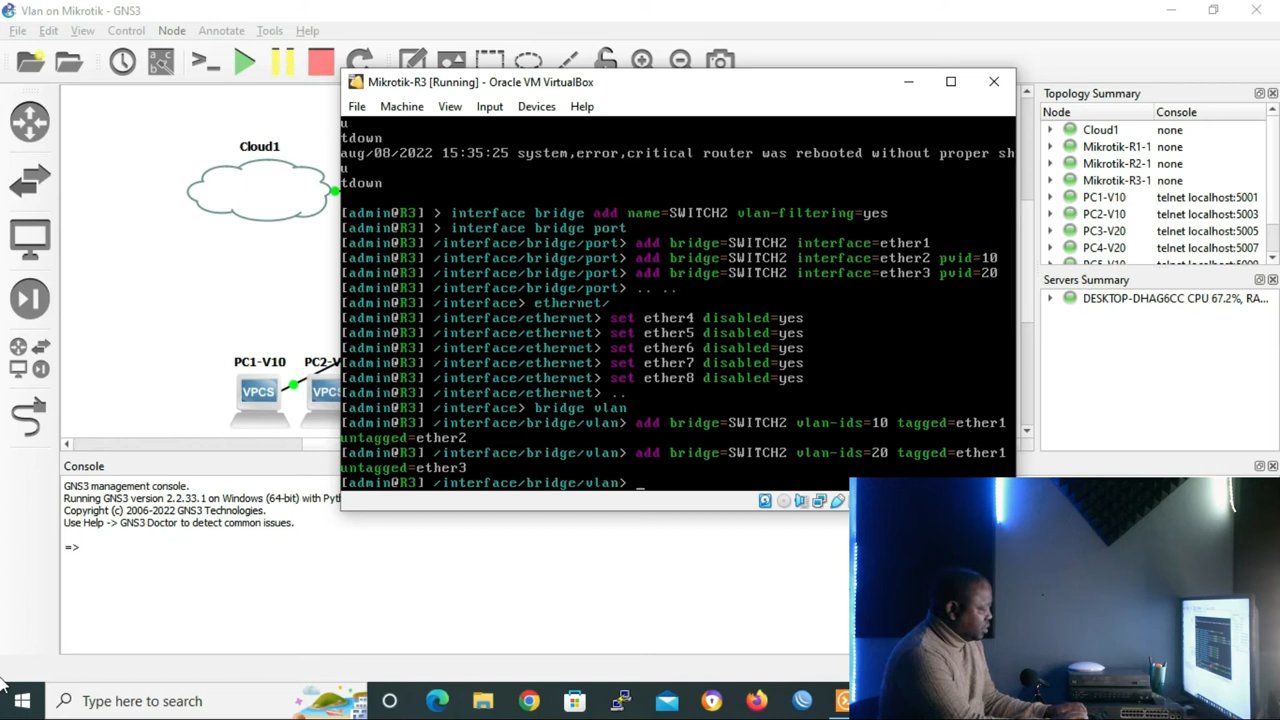 Vlan on Mikrotik - GNS3
File Edit View Control Node Annotate Tools Help
Cloud1
PC1-V10 PC2-V
VPCS VPCS
Mikrotik-R3 [Running] - Oracle VM VirtualBox
File Machine View Input Devices Help
u
tdown
aug/08/2022 15:35:25 system,error,critical router was rebooted without proper sh
u
tdown
[admin@R3] > interface bridge add name=SWITCH2 vlan-filtering=yes
[admin@R3] > interface bridge port
[admin@R3] /interface/bridge/port> add bridge=SWITCH2 interface=ether1
[admin@R3] /interface/bridge/port> add bridge=SWITCH2 interface=ether2 pvid=10
[admin@R3] /interface/bridge/port> add bridge=SWITCH2 interface=ether3 pvid=20
[admin@R3] /interface/bridge/port> .. ..
[admin@R3] /interface> ethernet/
[admin@R3] /interface/ethernet> set ether4 disabled=yes
[admin@R3] /interface/ethernet> set ether5 disabled=yes
[admin@R3] /interface/ethernet> set ether6 disabled=yes
[admin@R3] /interface/ethernet> set ether7 disabled=yes
[admin@R3] /interface/ethernet> set ether8 disabled=yes
[admin@R3] /interface/ethernet> ..
[admin@R3] /interface> bridge vlan
[admin@R3] /interface/bridge/vlan> add bridge=SWITCH2 vlan-ids=10 tagged=ether1
untagged=ether2
[admin@R3] /interface/bridge/vlan> add bridge=SWITCH2 vlan-ids=20 tagged=ether1
untagged=ether3
[admin@R3] /interface/bridge/vlan> _
Topology Summary
Node Console
Cloud1 none
Mikrotik-R1-1 none
Mikrotik-R2-1 none
Mikrotik-R3-1 none
PC1-V10 telnet localhost:5001
PC2-V10 telnet localhost:5003
PC3-V20 telnet localhost:5005
PC4-V20 telnet localhost:5007
Servers Summary
DESKTOP-DHAG6CC CPU 67.2%, RA...
Console
GNS3 management console.
Running GNS3 version 2.2.33.1 on Windows (64-bit) with Pyt
Copyright (c) 2006-2022 GNS3 Technologies.
Use Help -> GNS3 Doctor to detect common issues.
=>
Type here to search